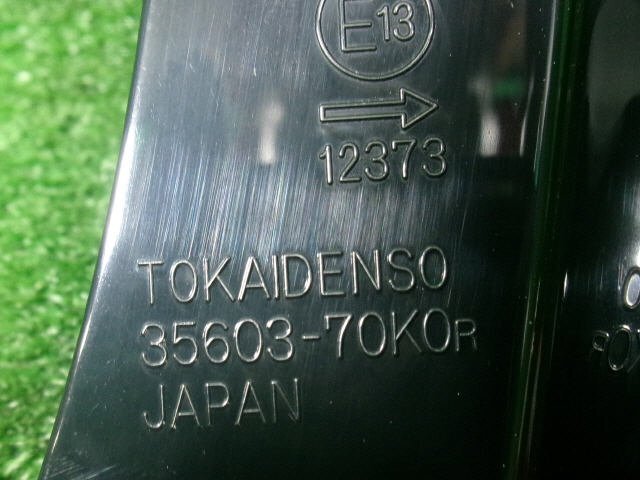 E13
12373
TOKAIDENSO
35603-70K0R
JAPAN